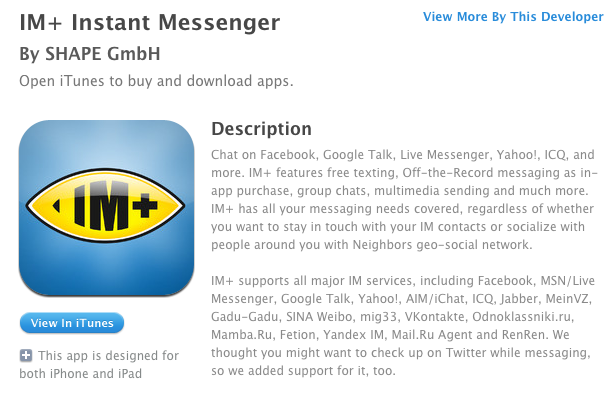 IM+ Instant Messenger
View More By This Developer
By SHAPE GmbH
Open iTunes to buy and download apps.
IM+
Description
Chat on Facebook, Google Talk, Live Messenger, Yahoo!, ICQ, and
more. IM+ features free texting, Off-the-Record messaging as in-
app purchase, group chats, multimedia sending and much more.
IM+ has all your messaging needs covered, regardless of whether
you want to stay in touch with your IM contacts or socialize with
people around you with Neighbors geo-social network.
IM+ supports all major IM services, including Facebook, MSN/Live
Messenger, Google Talk, Yahoo!, AIM/iChat, ICQ, Jabber, MeinVZ,
Gadu-Gadu, SINA Weibo, mig33, VKontakte, Odnoklassniki.ru,
Mamba.Ru, Fetion, Yandex IM, Mail.Ru Agent and RenRen. We
thought you might want to check up on Twitter while messaging,
so we added support for it, too.
View In iTunes
This app is designed for
both iPhone and iPad